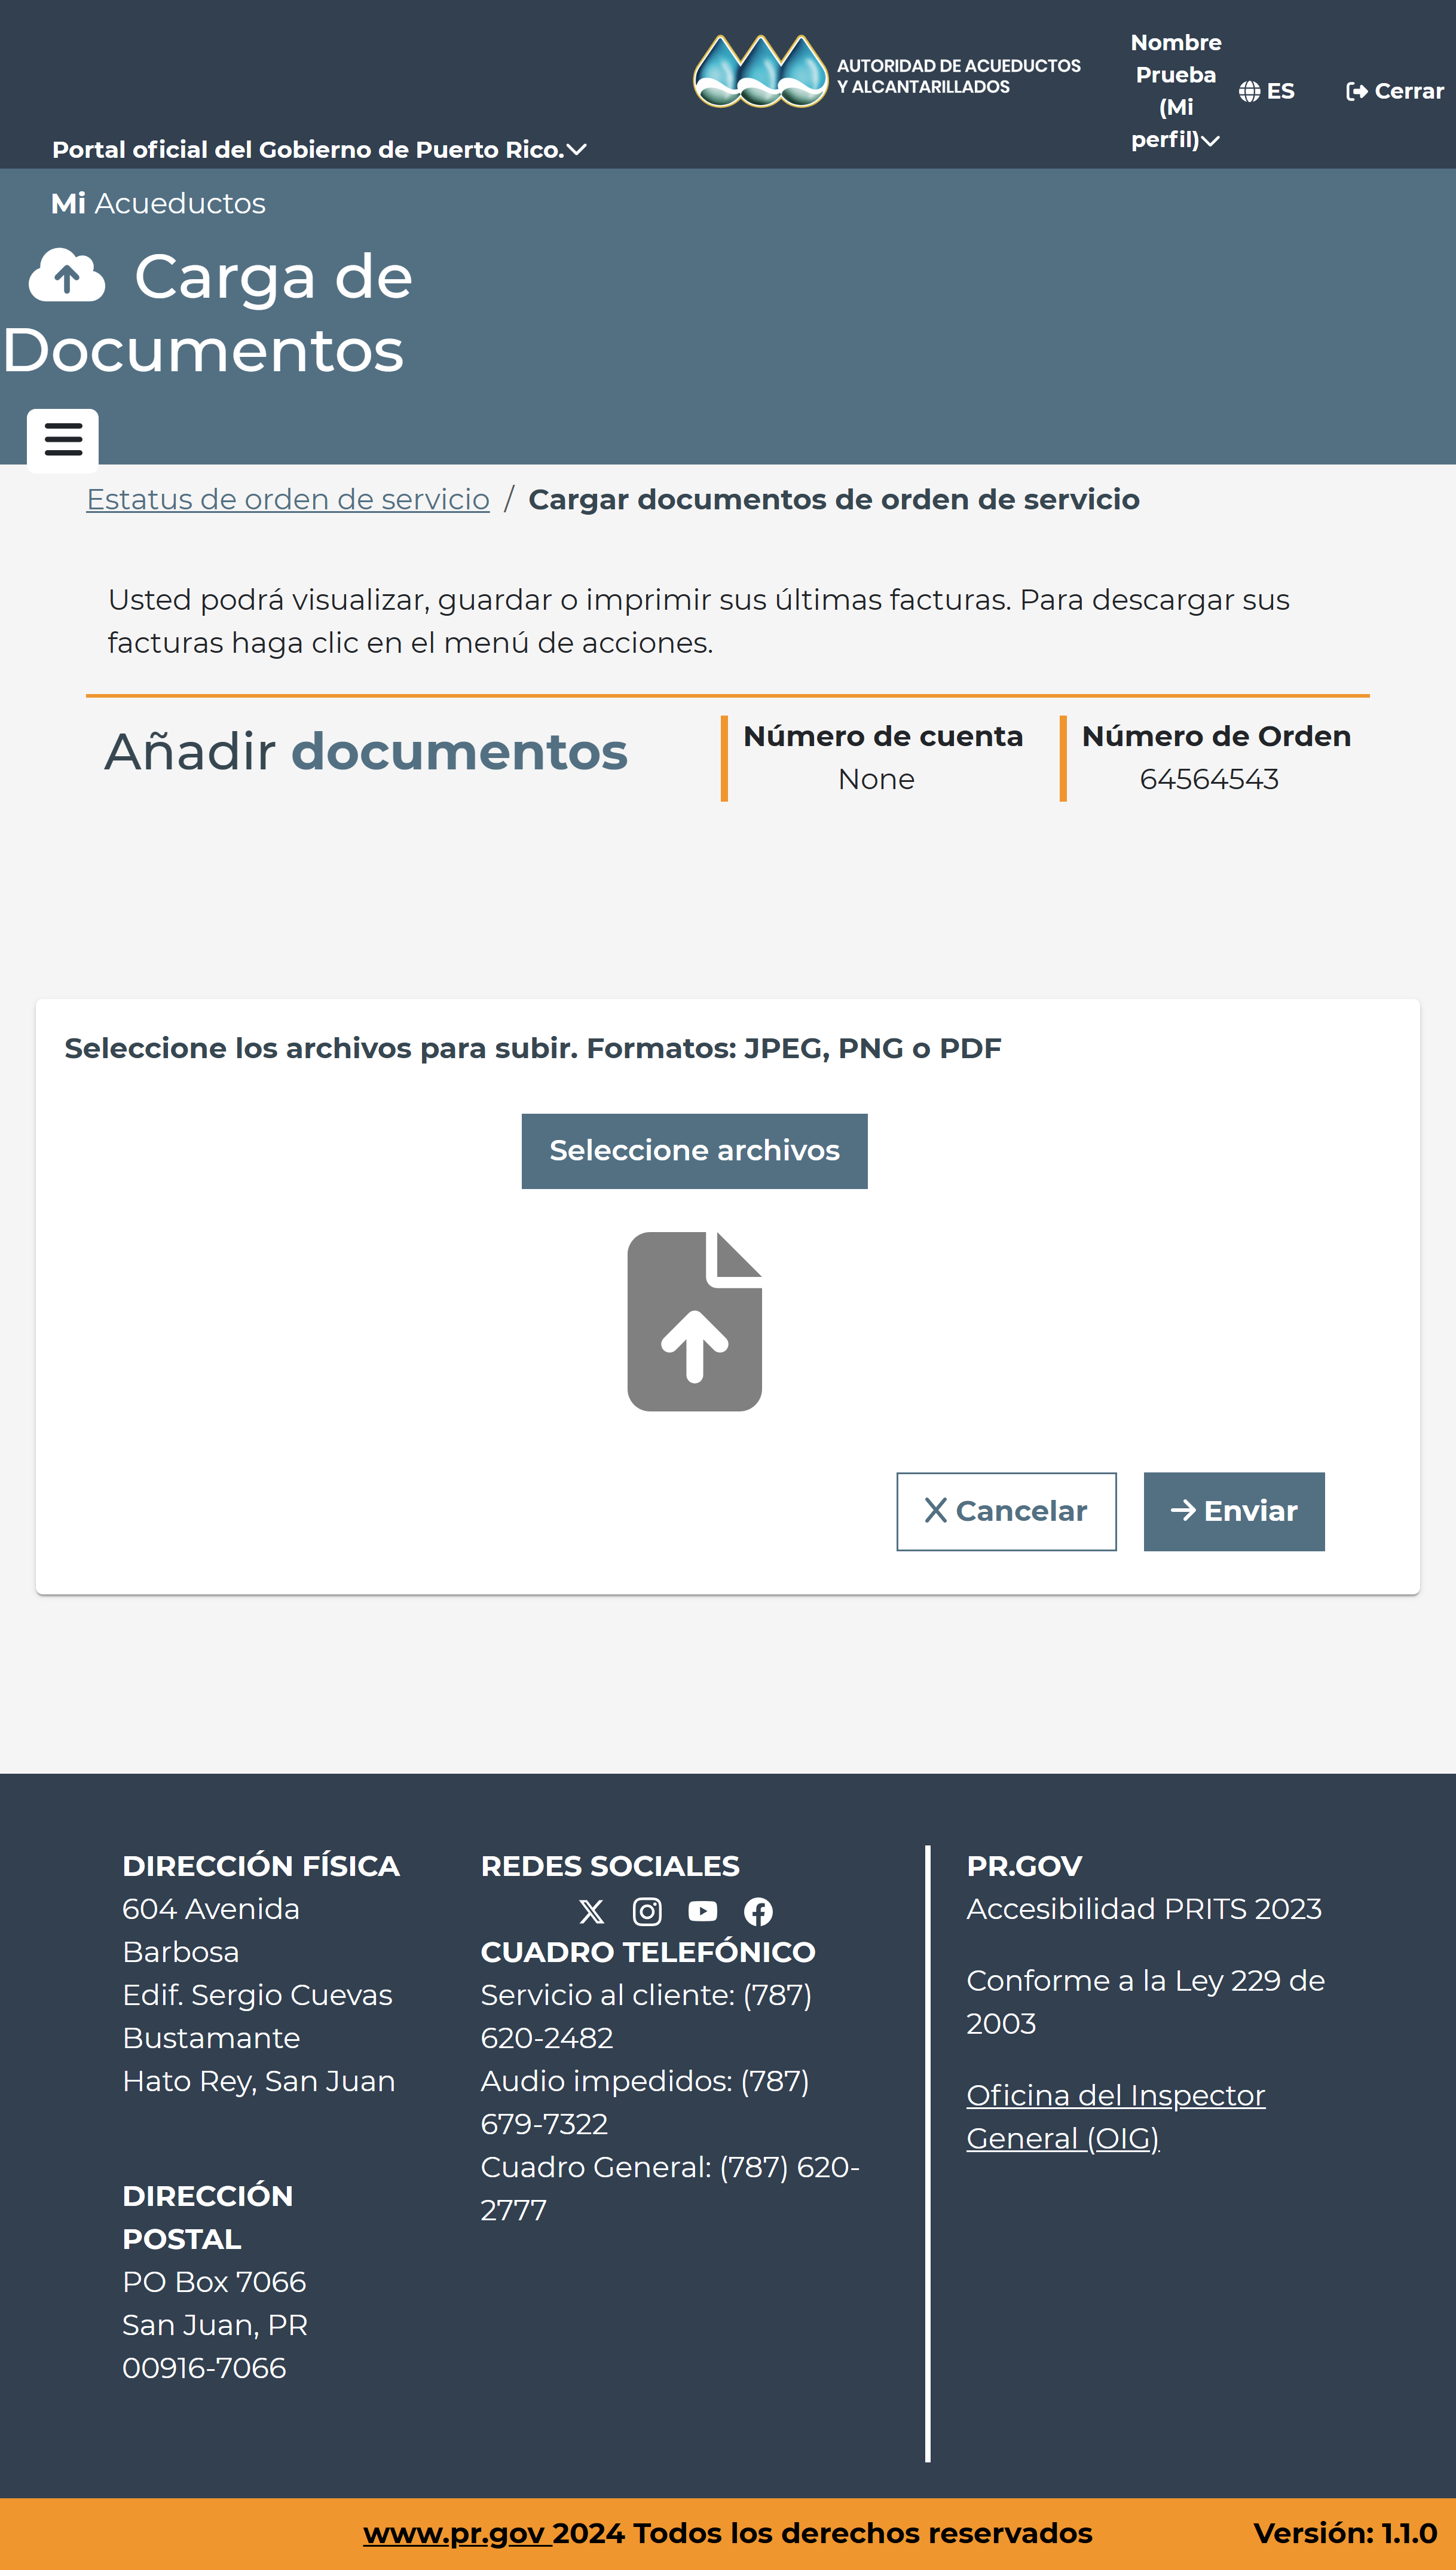 AUTORIDAD DE ACUEDUCTOS
Y ALCANTARILLADOS
Nombre
Prueba
(Mi
perfil)
ES
Cerrar
Portal oficial del Gobierno de Puerto Rico.
Mi Acueductos
Carga de
Documentos
Estatus de orden de servicio / Cargar documentos de orden de servicio
Usted podrá visualizar, guardar o imprimir sus últimas facturas. Para descargar sus
facturas haga clic en el menú de acciones.
Añadir documentos
Número de cuenta
None
Número de Orden
64564543
Seleccione los archivos para subir. Formatos: JPEG, PNG o PDF
Seleccione archivos
Cancelar
Enviar
DIRECCIÓN FÍSICA
604 Avenida
Barbosa
Edif. Sergio Cuevas
Bustamante
Hato Rey, San Juan
DIRECCIÓN
POSTAL
PO Box 7066
San Juan, PR
00916-7066
REDES SOCIALES
CUADRO TELEFÓNICO
Servicio al cliente: (787)
620-2482
Audio impedidos: (787)
679-7322
Cuadro General: (787) 620-
2777
PR.GOV
Accesibilidad PRITS 2023
Conforme a la Ley 229 de
2003
Oficina del Inspector
General (OIG)
www.pr.gov 2024 Todos los derechos reservados
Versión: 1.1.0